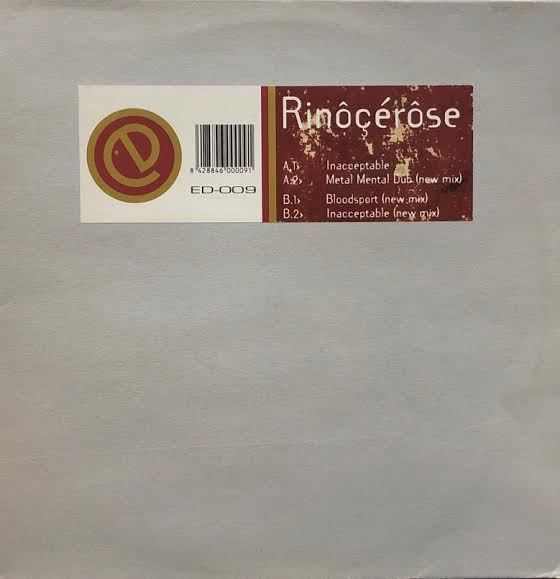 Rinôçérôse
8 428846 000091
ED-009
A.1> Inacceptable
A.2> Metal Mental Dub (new mix)
B.1> Bloodsport (new mix)
B.2> Inacceptable (new mix)